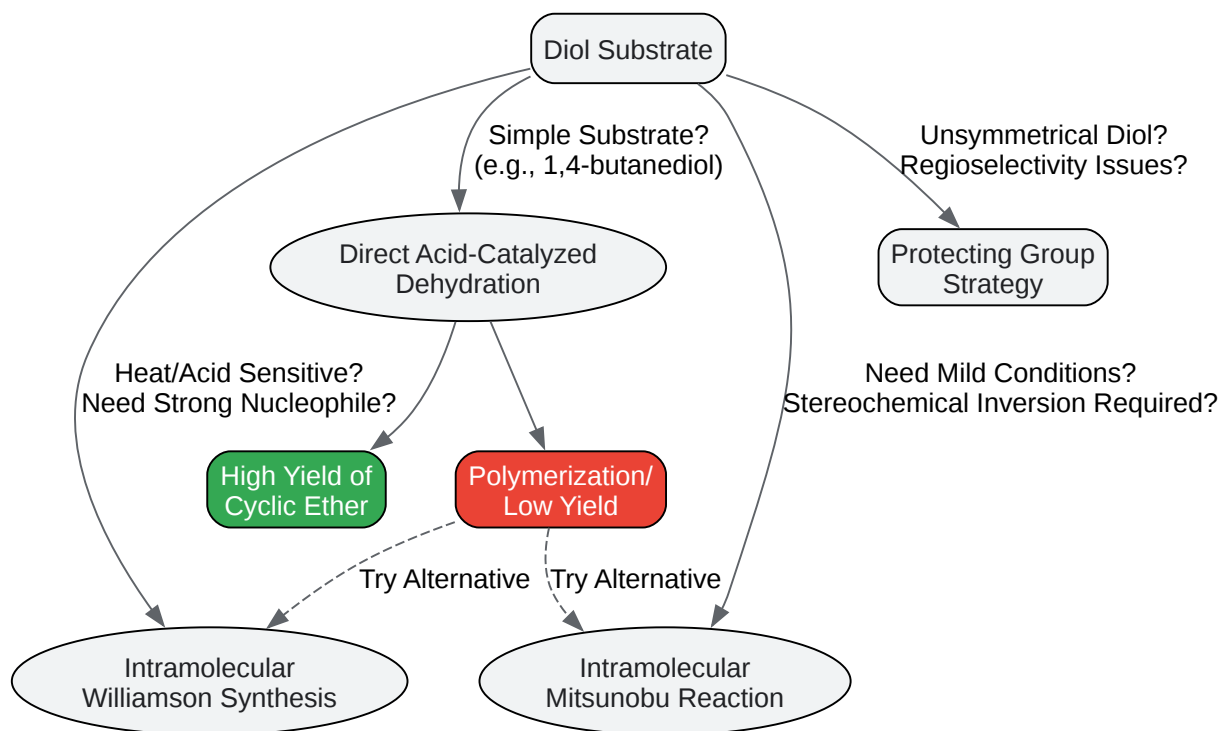 Diol Substrate
Simple Substrate?
(e.g., 1,4-butanediol)
Unsymmetrical Diol?
Regioselectivity Issues?
Direct Acid-Catalyzed
Dehydration
Protecting Group
Strategy
Heat/Acid Sensitive?
Need Strong Nucleophile?
Need Mild Conditions?
Stereochemical Inversion Required?
High Yield of
Cyclic Ether
Polymerization/
Low Yield
Try Alternative
Try Alternative
Intramolecular
Williamson Synthesis
Intramolecular
Mitsunobu Reaction